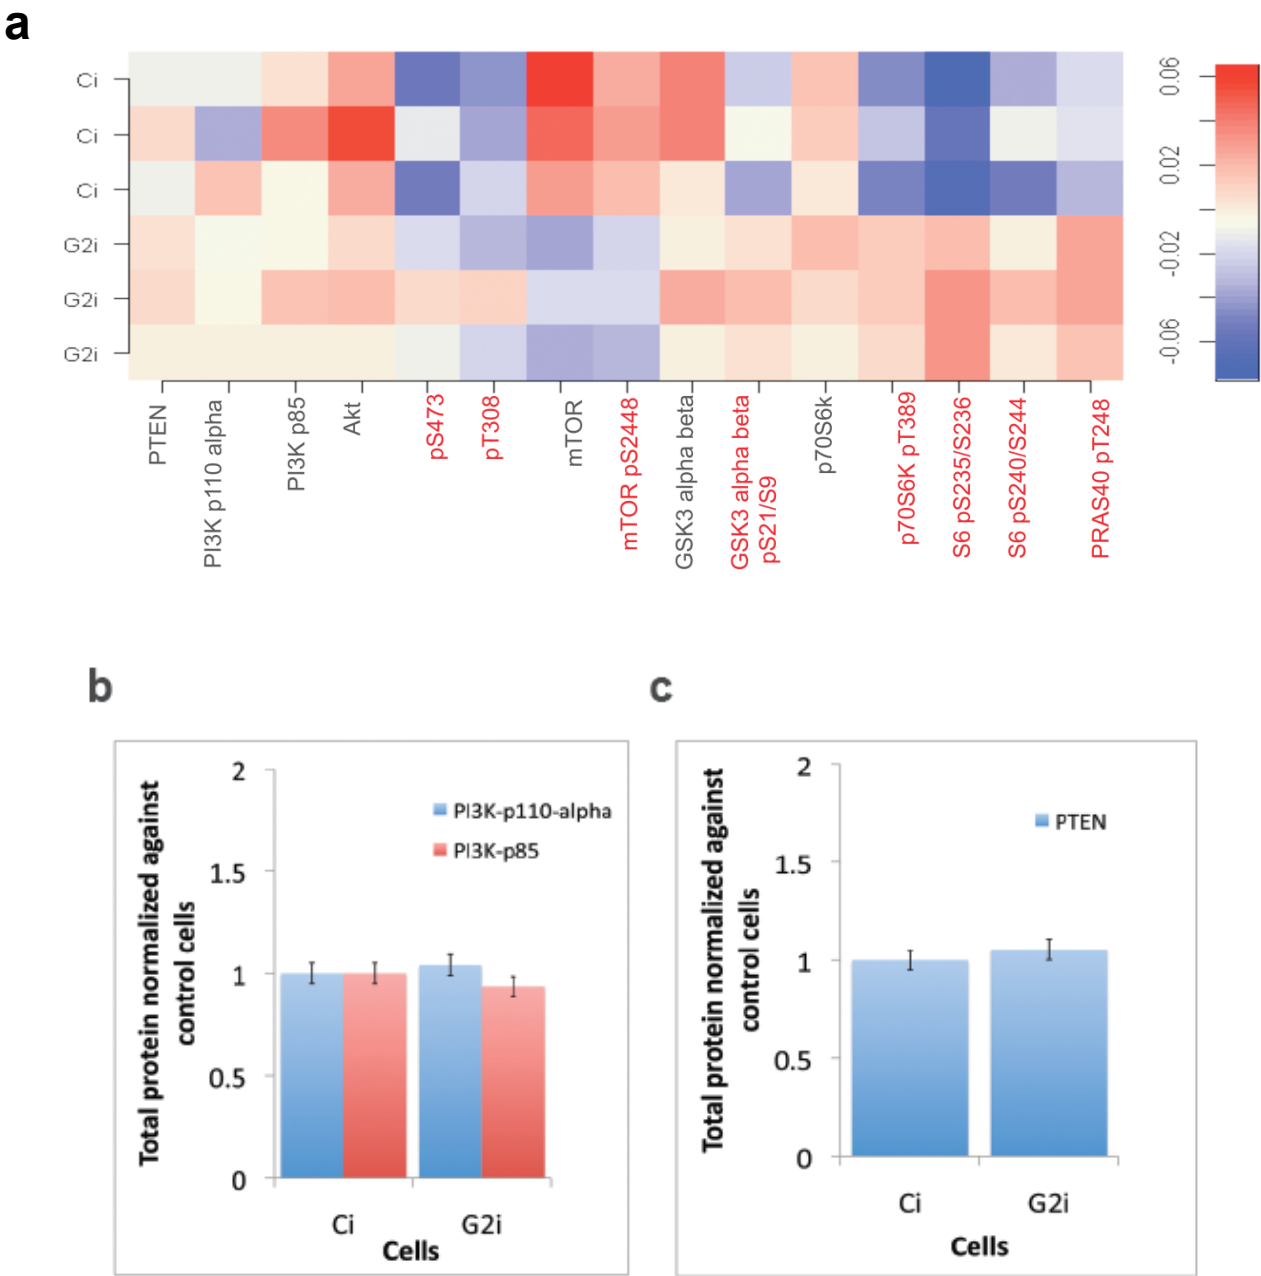 a
Ci
Ci
Ci
G2i
G2i
G2i
0.06
0.02
-0.02
-0.06
PTEN
PI3K p110 alpha
PI3K p85
Akt
pS473
pT308
mTOR
mTOR pS2448
GSK3 alpha beta
GSK3 alpha beta
pS21/S9
p70S6k
p70S6K pT389
S6 pS235/S236
S6 pS240/S244
PRAS40 pT248
b
Total protein normalized against
control cells
2
1.5
1
0.5
0
PI3K-p110-alpha
PI3K-p85
Ci
G2i
Cells
c
Total protein normalized against
control cells
2
1.5
1
0.5
0
PTEN
Ci
G2i
Cells